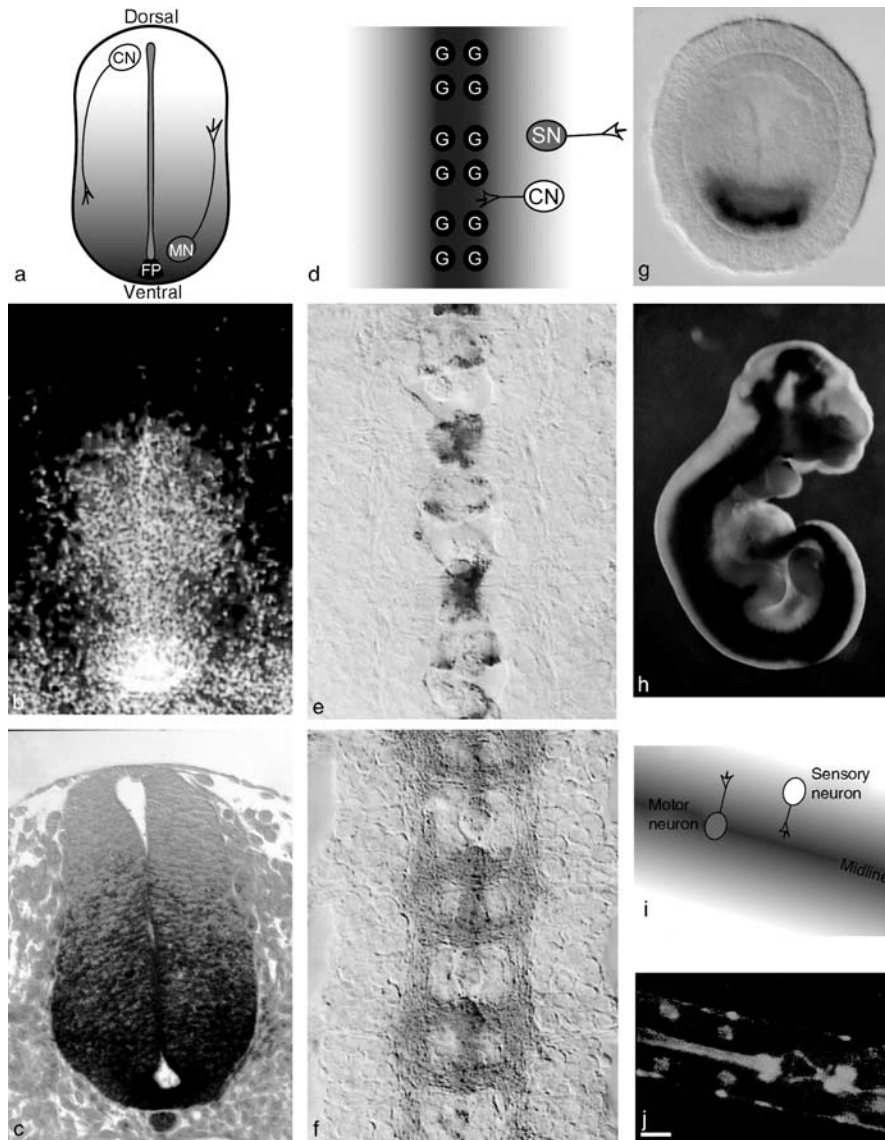 Dorsal
CN
MN
FP
a
Ventral
G G
G G
G G
SN
G G
CN
G G
G G
d
g
b
e
h
Sensory
neuron
Motor
neuron
Midline
i
c
f
j